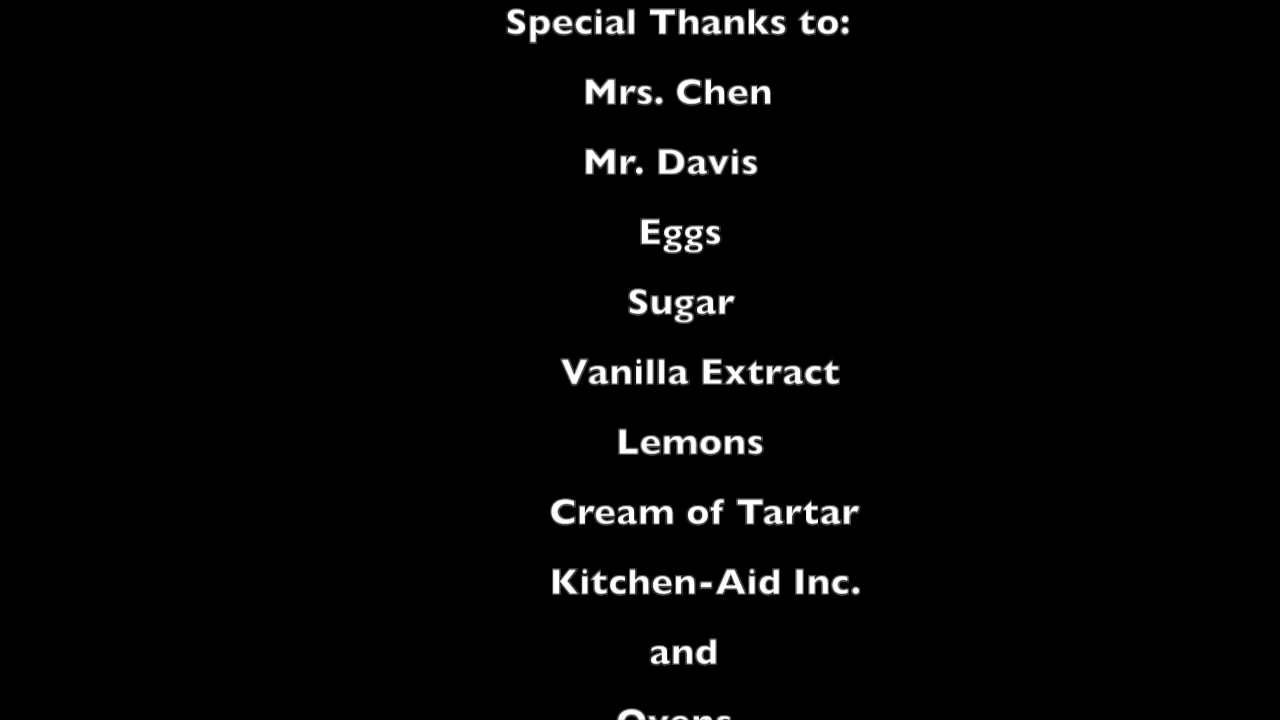 Special Thanks to:
Mrs. Chen
Mr. Davis
Eggs
Sugar
Vanilla Extract
Lemons
Cream of Tartar
Kitchen-Aid Inc.
and
Ovens